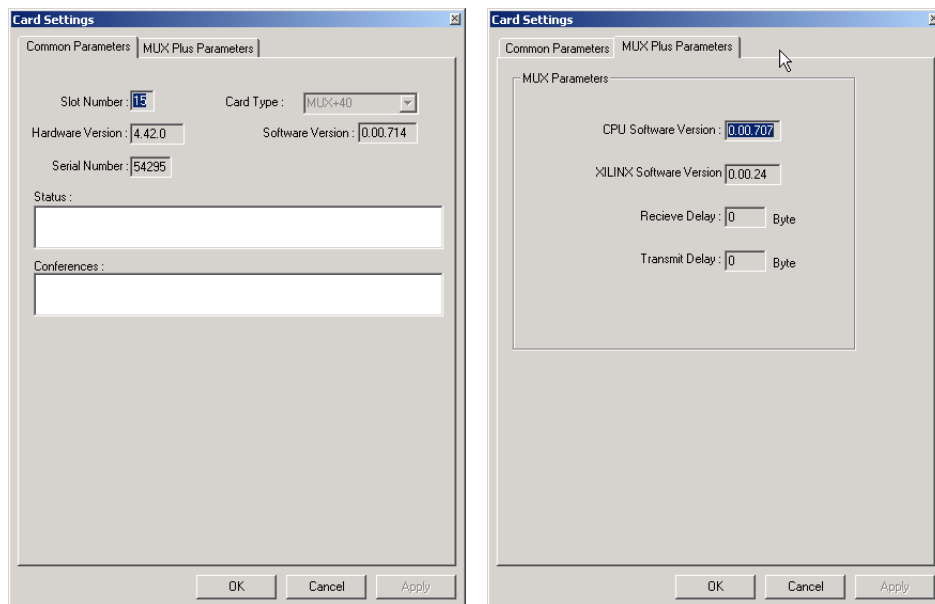 Card Settings
Common Parameters MUX Plus Parameters
Slot Number : 15 Card Type : MUX+40
Hardware Version : 4.42.0 Software Version : 0.00.714
Serial Number : 54295
Status :
Conferences :
OK Cancel Apply
Card Settings
Common Parameters MUX Plus Parameters
MUX Parameters
CPU Software Version : 0.00.707
XILINX Software Version 0.00.24
Recieve Delay : 0 Byte
Transmit Delay : 0 Byte
OK Cancel Apply